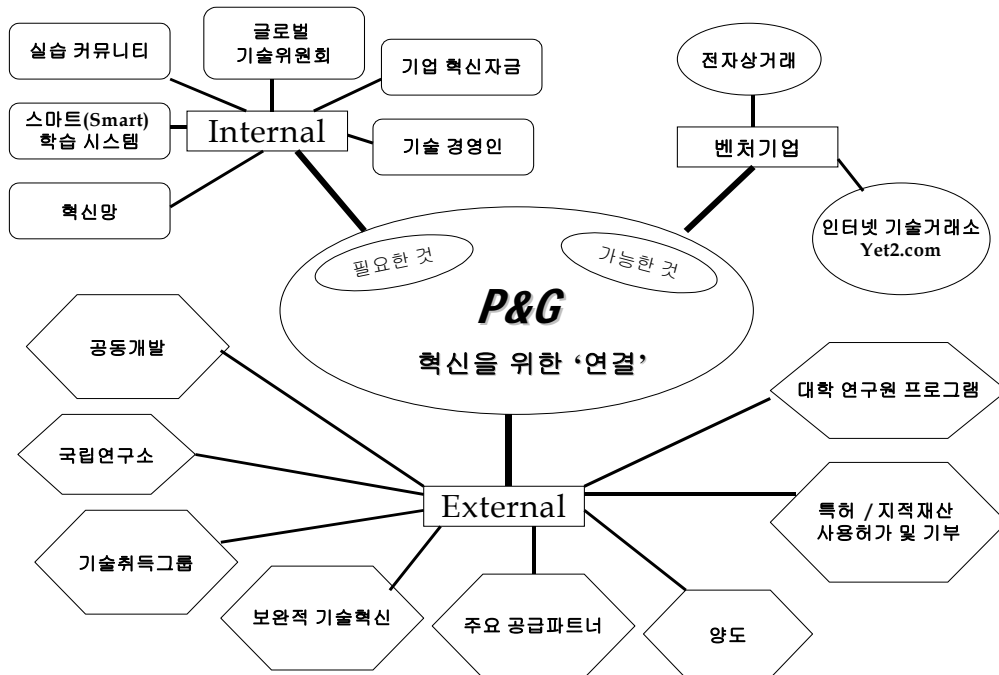 글로벌
기술위원회
실습 커뮤니티
기업 혁신자금
전자상거래
스마트(Smart)
학습 시스템
Internal
기술 경영인
벤처기업
혁신망
인터넷 기술거래소
Yet2.com
필요한 것
가능한 것
P&G
혁신을 위한 ‘연결’
공동개발
대학 연구원 프로그램
국립연구소
External
특허 / 지적재산
사용허가 및 기부
기술취득그룹
보완적 기술혁신
주요 공급파트너
양도